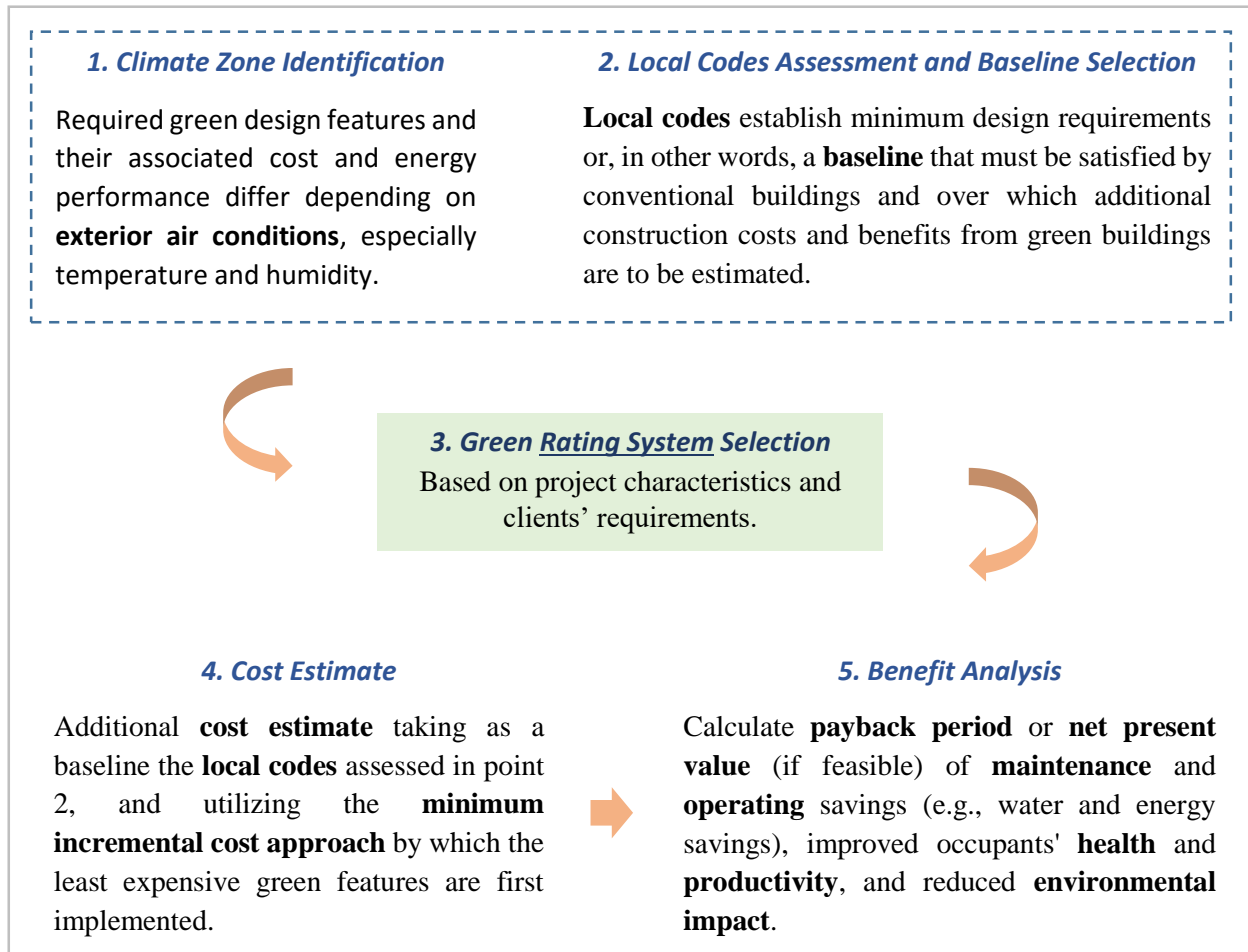 1. Climate Zone Identification
Required green design features and
their associated cost and energy
performance differ depending on
exterior air conditions, especially
temperature and humidity.
2. Local Codes Assessment and Baseline Selection
Local codes establish minimum design requirements
or, in other words, a baseline that must be satisfied by
conventional buildings and over which additional
construction costs and benefits from green buildings
are to be estimated.
3. Green Rating System Selection
Based on project characteristics and
clients’ requirements.
4. Cost Estimate
Additional cost estimate taking as a
baseline the local codes assessed in point
2, and utilizing the minimum
incremental cost approach by which the
least expensive green features are first
implemented.
5. Benefit Analysis
Calculate payback period or net present
value (if feasible) of maintenance and
operating savings (e.g., water and energy
savings), improved occupants' health and
productivity, and reduced environmental
impact.